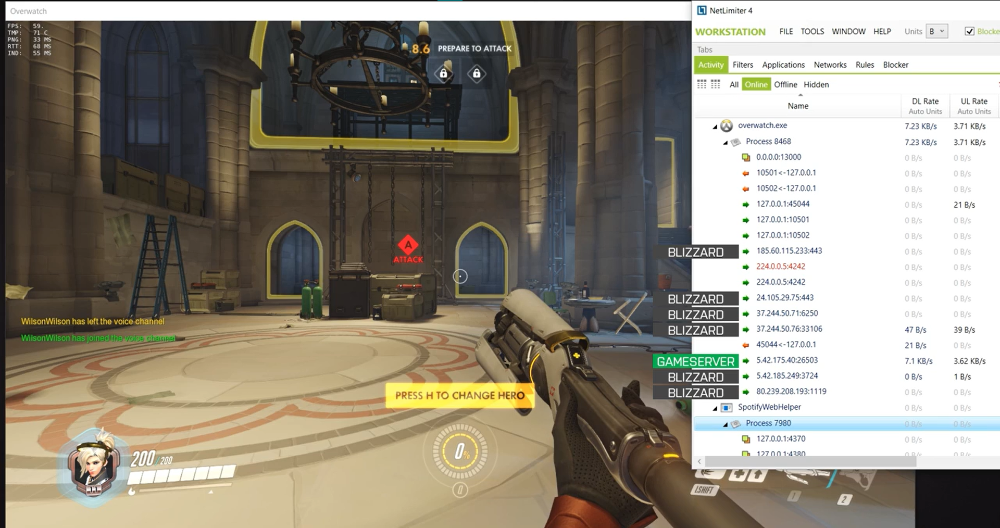 Overwatch
FPS: 59.
TMP: 71 C
PNG: 33 MS
RTT: 68 MS
IND: 55 MS
8.6 PREPARE TO ATTACK
A
ATTACK
WilsonWilson has left the voice channel
WilsonWilson has joined the voice channel
PRESS H TO CHANGE HERO
200/200
0%
LSHIFT
1
2
NetLimiter 4
WORKSTATION FILE TOOLS WINDOW HELP Units B Blocke
Tabs
Activity Filters Applications Networks Rules Blocker
All Online Offline Hidden
Name DL Rate UL Rate
Auto Units Auto Units
overwatch.exe 7.23 KB/s 3.71 KB/s
Process 8468 7.23 KB/s 3.71 KB/s
0.0.0.0:13000 0 B/s 0 B/s
10501<-127.0.0.1 0 B/s 0 B/s
10502<-127.0.0.1 0 B/s 0 B/s
127.0.0.1:45044 0 B/s 21 B/s
127.0.0.1:10501 0 B/s 0 B/s
127.0.0.1:10502 0 B/s 0 B/s
BLIZZARD 185.60.115.233:443 0 B/s 0 B/s
224.0.0.5:4242 0 B/s 0 B/s
224.0.0.5:4242 0 B/s 0 B/s
BLIZZARD 24.105.29.75:443 0 B/s 0 B/s
BLIZZARD 37.244.50.71:6250 0 B/s 0 B/s
BLIZZARD 37.244.50.76:33106 47 B/s 39 B/s
45044<-127.0.0.1 21 B/s 0 B/s
GAMESERVER 5.42.175.40:26503 7.1 KB/s 3.62 KB/s
BLIZZARD 5.42.185.249:3724 0 B/s 1 B/s
BLIZZARD 80.239.208.193:1119 0 B/s 0 B/s
SpotifyWebHelper 0 B/s 0 B/s
Process 7980 0 B/s 0 B/s
127.0.0.1:4370 0 B/s 0 B/s
127.0.0.1:4380 0 B/s 0 B/s